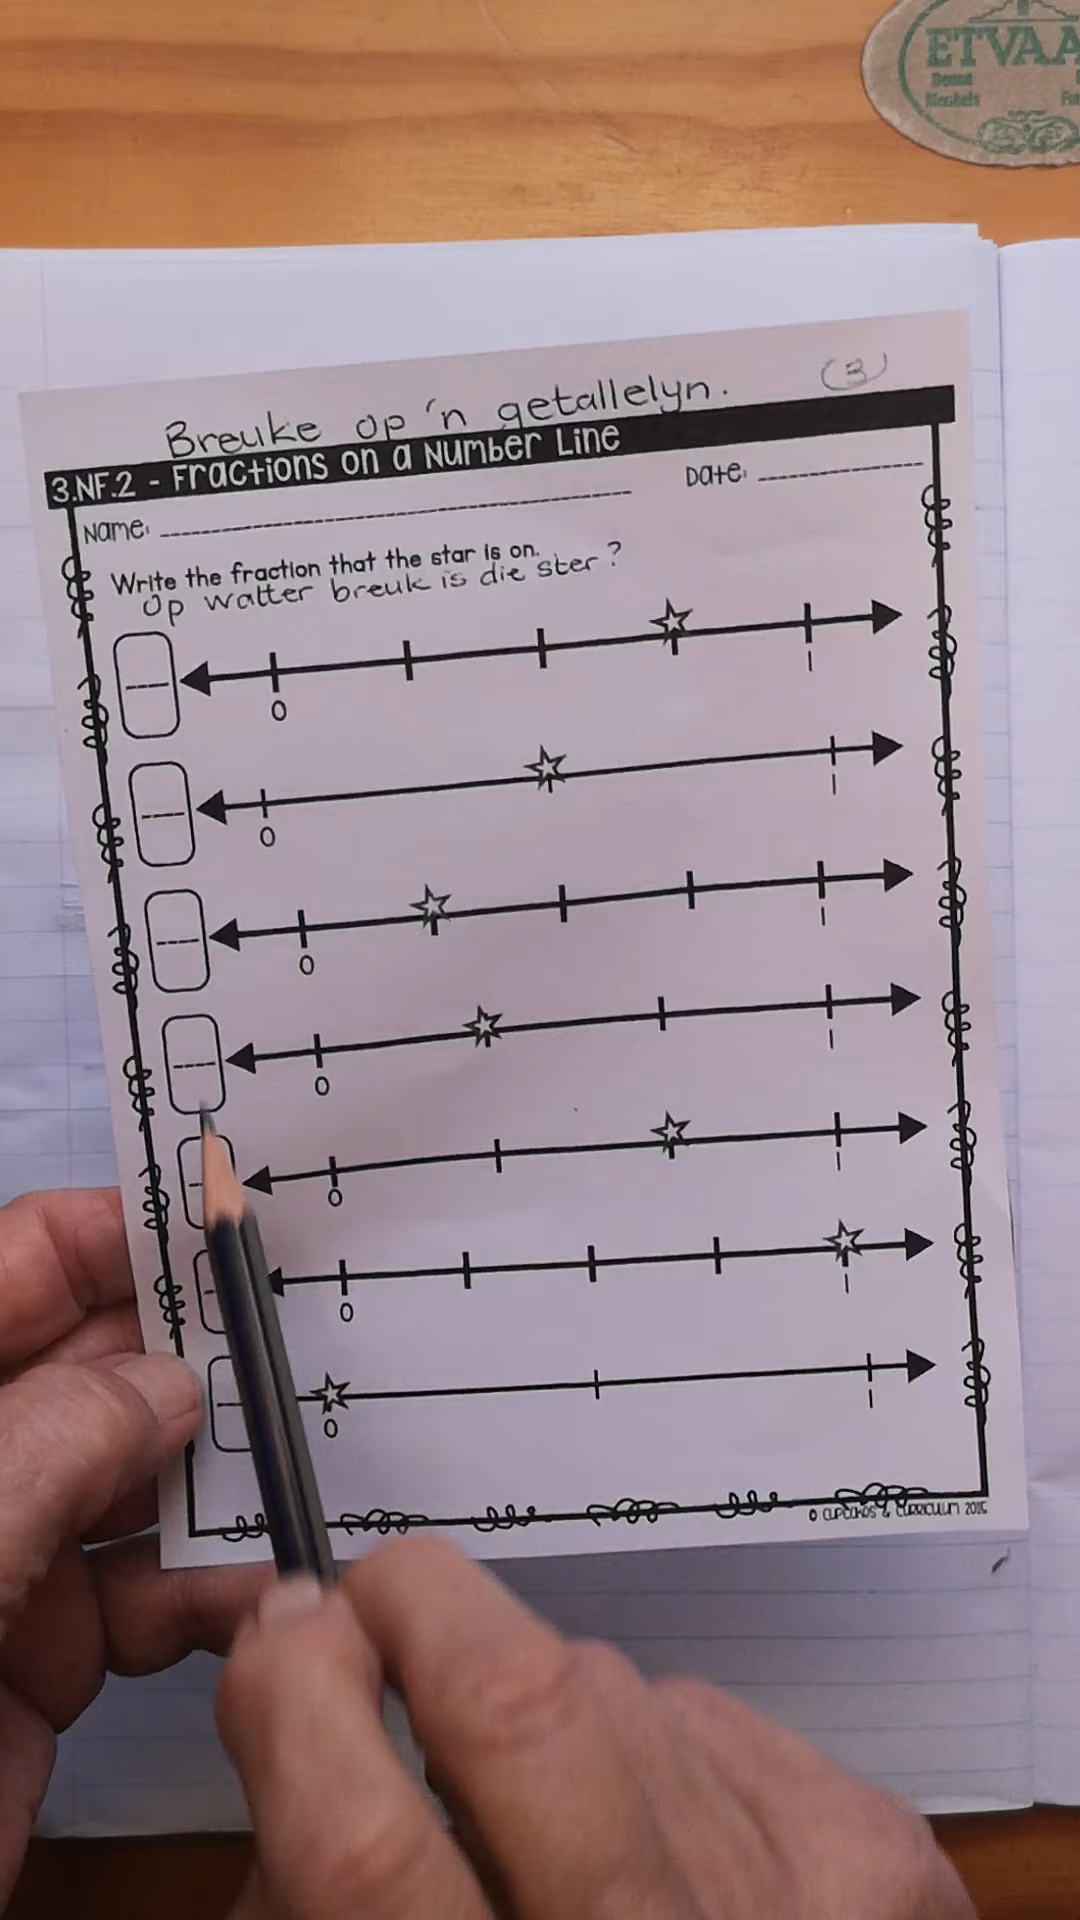 ETVAA
Meubels
(3)
Breuke op 'n getallelyn.
3.NF.2 - Fractions on a Number Line
Name:
Date:
Write the fraction that the star is on.
Op watter breuk is die ster?
0 1
0 1
0 1
0 1
0 1
0 1
0 1
© CUPCAKES & CURRICULUM 2015